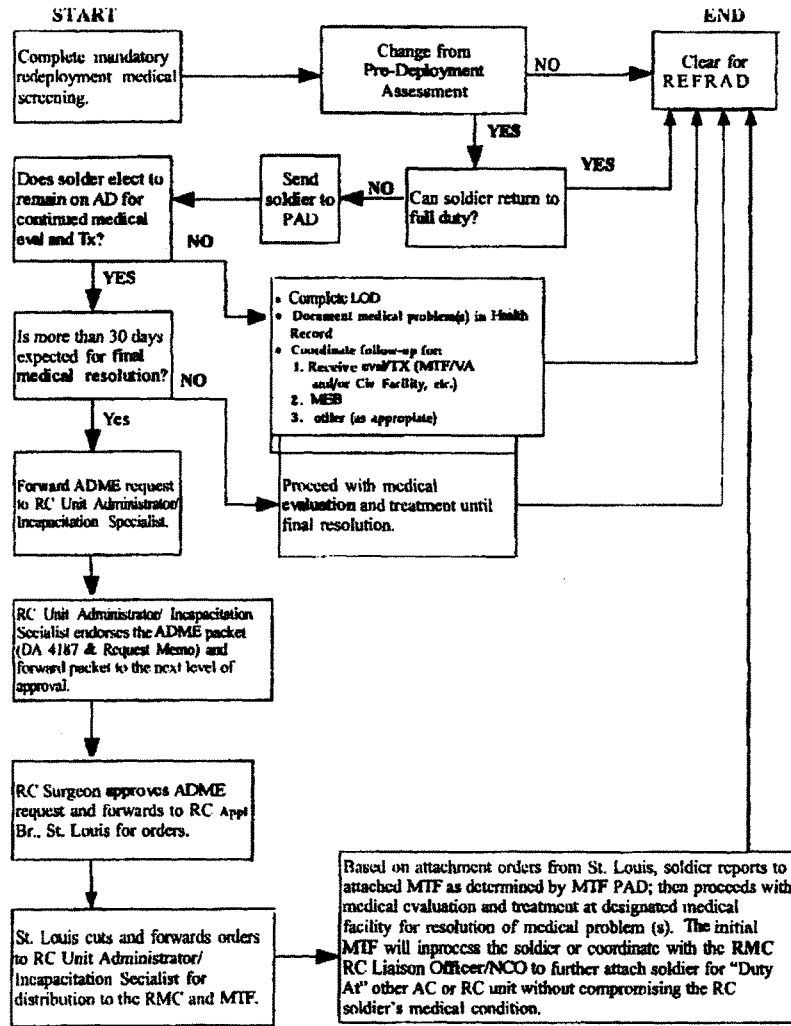 START
END
Complete mandatory
redeployment medical
screening.
Change from
Pre-Deployment
Assessment
NO
Clear for
REFRAD
YES
Does solder elect to
remain on AD for
continued medical
eval and Tx?
Send
soldier to
PAD
NO
Can soldier return to
full duty?
YES
NO
YES
• Complete LOD
• Document medical problem(s) in Health
Record
• Coordinate follow-up for:
1. Receive eval/TX (MTF/VA
and/or Civ Facility, etc.)
2. MEB
3. other (as appropiate)
Is more than 30 days
expected for final
medical resolution?
NO
Yes
Forward ADME request
to RC Unit Administrator/
Incapacitation Specialist.
Proceed with medical
evaluation and treatment until
final resolution.
RC Unit Administrator/ Incapacitation
Secialist endorses the ADME packet
(DA 4187 & Request Memo) and
forward packet to the next level of
approval.
RC Surgeon approves ADME
request and forwards to RC Appt
Br., St. Louis for orders.
St. Louis cuts and forwards orders
to RC Unit Administrator/
Incapacitation Secialist for
distribution to the RMC and MTF.
Based on attachment orders from St. Louis, soldier reports to
attached MTF as determined by MTF PAD; then proceeds with
medical evaluation and treatment at designated medical
facility for resolution of medical problem (s). The initial
MTF will inprocess the soldier or coordinate with the RMC
RC Liaison Officer/NCO to further attach soldier for “Duty
At” other AC or RC unit without compromising the RC
soldier's medical condition.